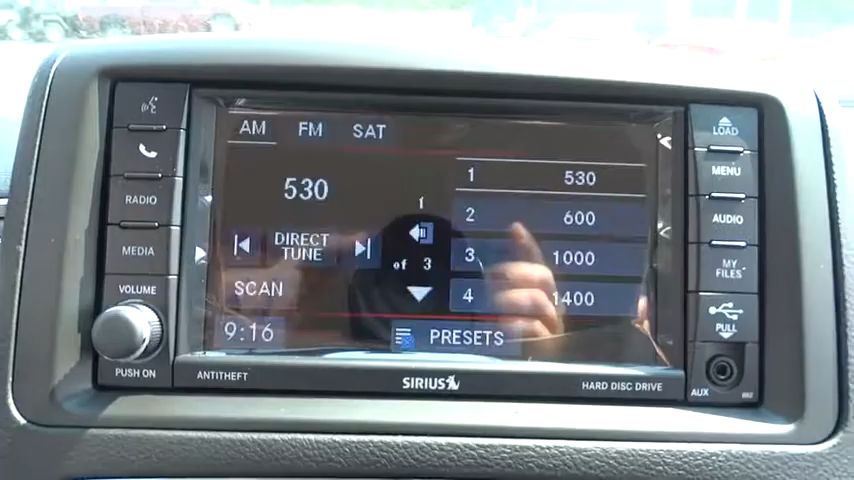 AM FM SAT
530
DIRECT
TUNE
SCAN
9:16
1
of 3
1 530
2 600
3 1000
4 1400
PRESETS
RADIO
MEDIA
VOLUME
PUSH ON
LOAD
MENU
AUDIO
MY
FILES
PULL
AUX
ANTITHEFT
SIRIUS
HARD DISC DRIVE